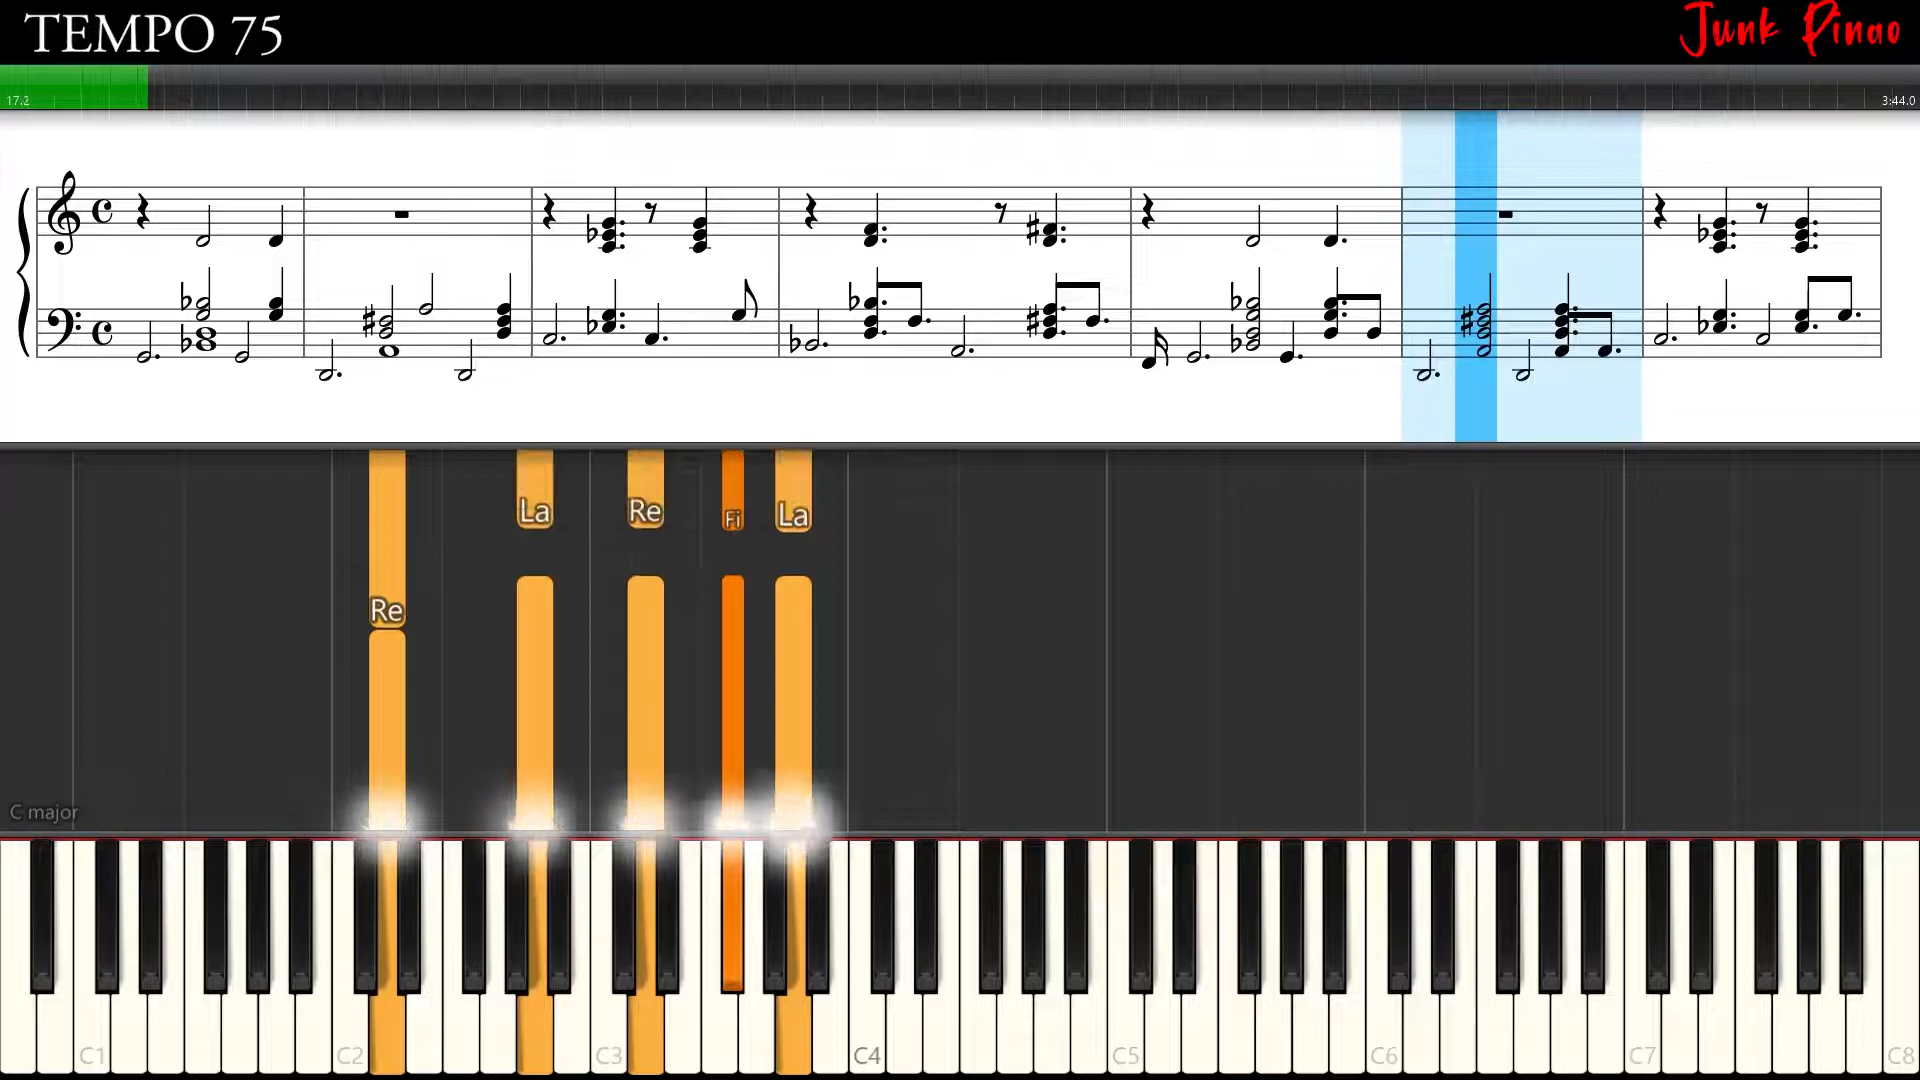 TEMPO 75
Junk Pinao
17.2
3:44.0
La
Re
Fi
La
Re
C major
C1
C2
C3
C4
C5
C6
C7
C8